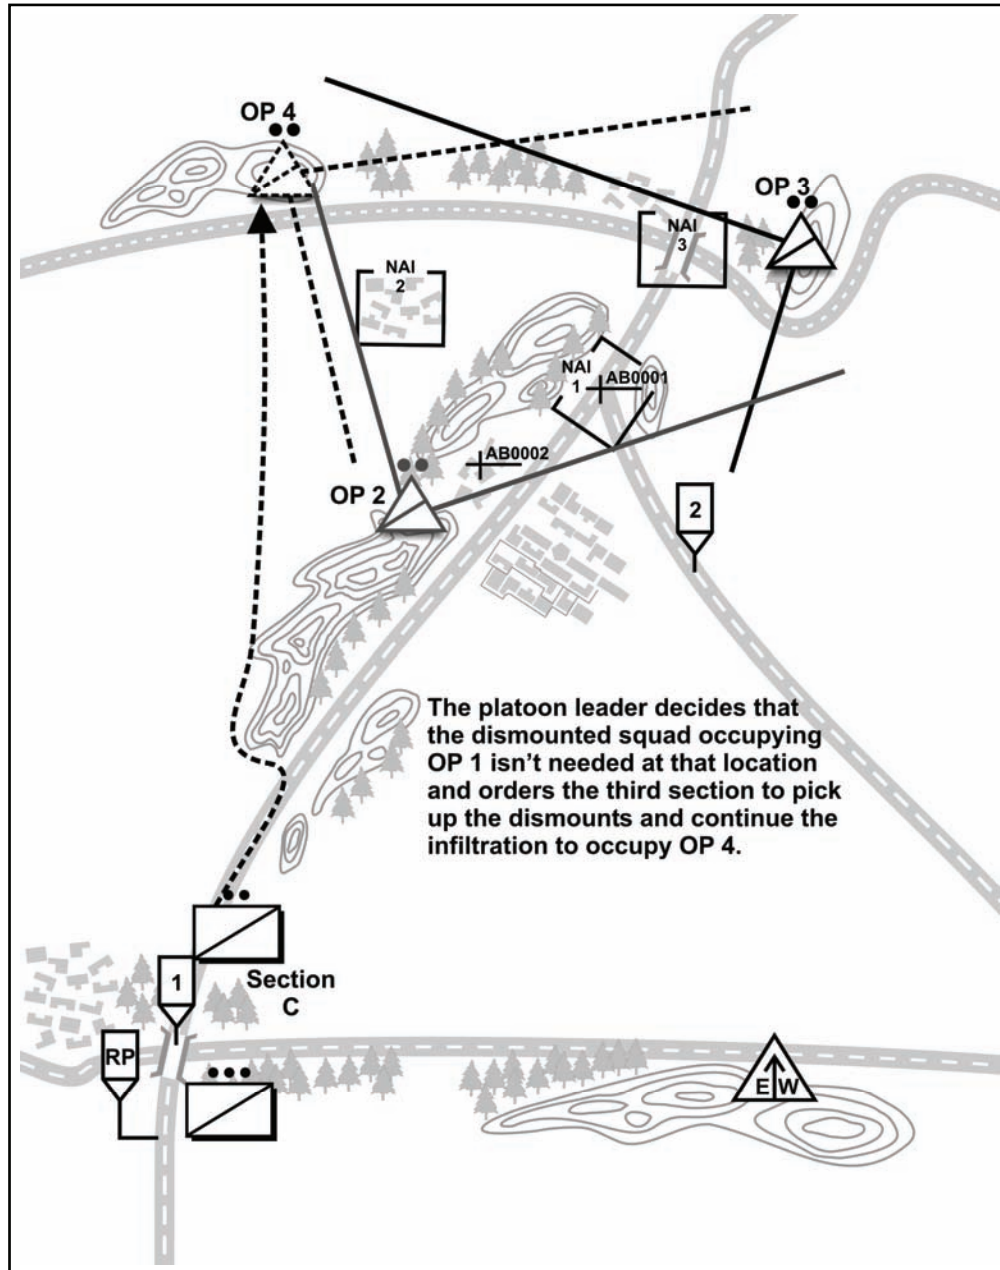 OP 4
OP 3
NAI
3
NAI
2
NAI
1
AB0001
AB0002
OP 2
2
The platoon leader decides that
the dismounted squad occupying
OP 1 isn’t needed at that location
and orders the third section to pick
up the dismounts and continue the
infiltration to occupy OP 4.
1
Section
C
RP
E W